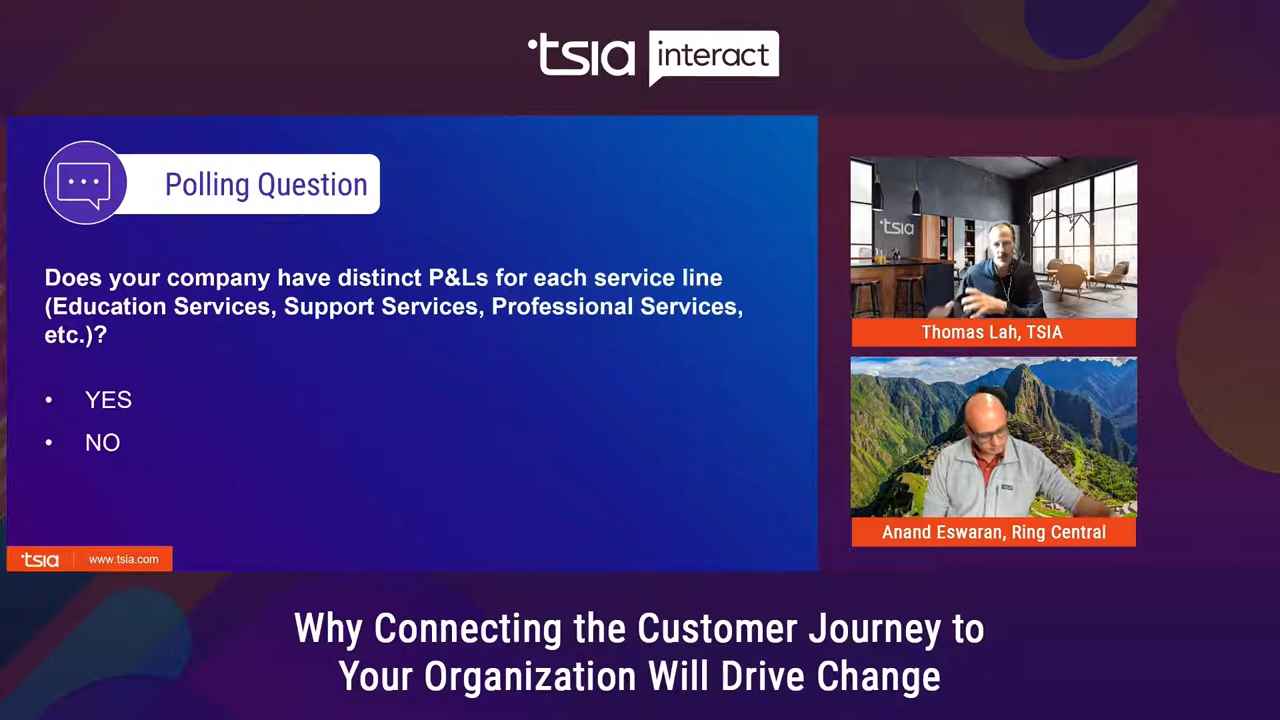 tsia interact
Polling Question
Does your company have distinct P&Ls for each service line
(Education Services, Support Services, Professional Services,
etc.)?
• YES
• NO
tsia | www.tsia.com
tsia
Thomas Lah, TSIA
Anand Eswaran, Ring Central
Why Connecting the Customer Journey to
Your Organization Will Drive Change